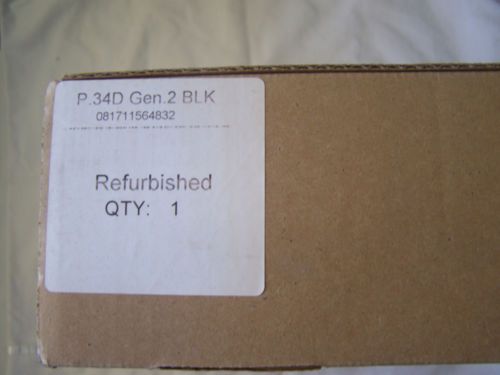 P.34D Gen.2 BLK
081711564832
Refurbished
QTY: 1